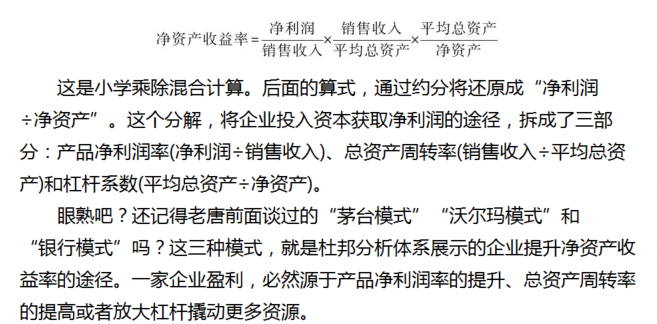 净资产收益率=净利润/销售收入×销售收入/平均总资产×平均总资产/净资产
这是小学乘除混合计算。后面的算式，通过约分将还原成“净利润
÷净资产”。这个分解，将企业投入资本获取净利润的途径，拆成了三部
分：产品净利润率(净利润÷销售收入)、总资产周转率(销售收入÷平均总资
产)和杠杆系数(平均总资产÷净资产)。
眼熟吧？还记得老唐前面谈过的“茅台模式”“沃尔玛模式”和
“银行模式”吗？这三种模式，就是杜邦分析体系展示的企业提升净资产收
益率的途径。一家企业盈利，必然源于产品净利润率的提升、总资产周转率
的提高或者放大杠杆撬动更多资源。